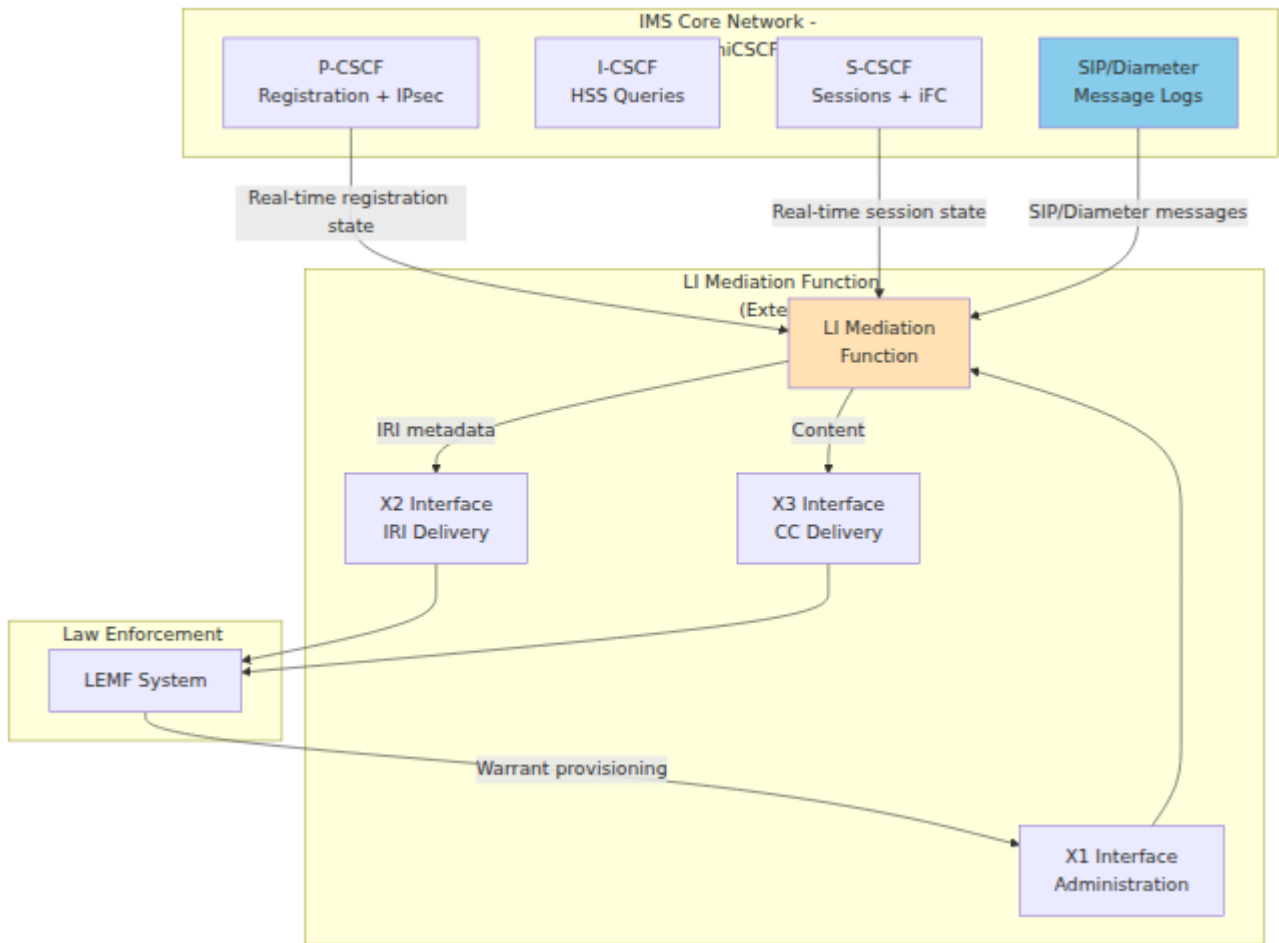 IMS Core Network -
P-CSCF
Registration + IPsec
I-CSCF
HSS Queries
S-CSCF
Sessions + iFC
SIP/Diameter
Message Logs
Real-time registration
state
Real-time session state
SIP/Diameter messages
LI Mediation Function
LI Mediation
Function
IRI metadata
Content
X2 Interface
IRI Delivery
X3 Interface
CC Delivery
Law Enforcement
LEMF System
Warrant provisioning
X1 Interface
Administration